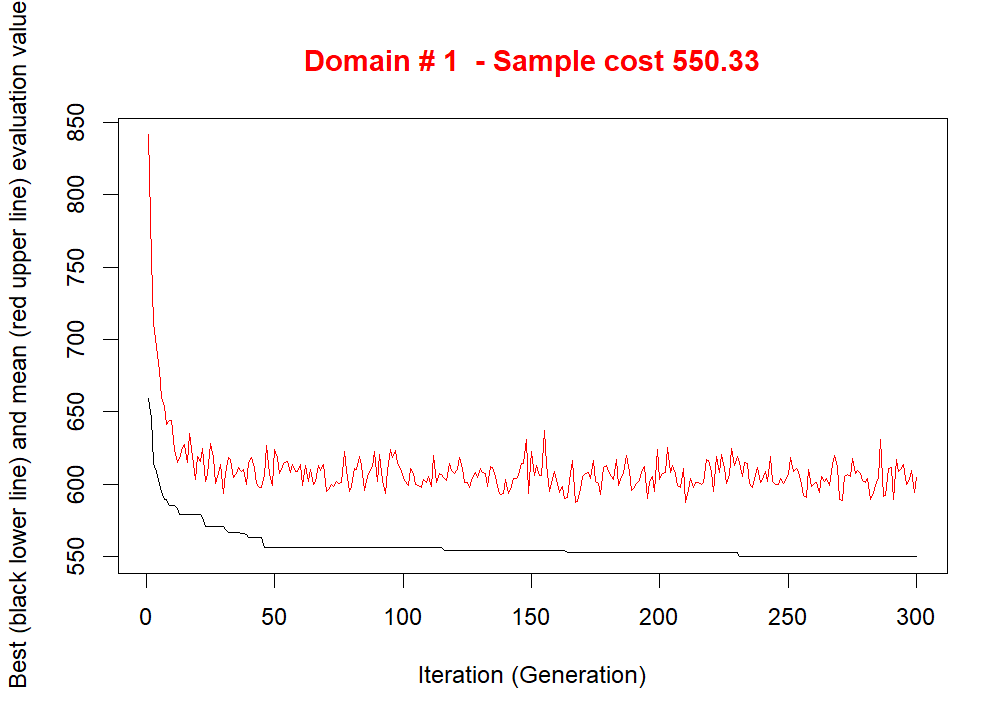 Domain # 1 - Sample cost 550.33
Best (black lower line) and mean (red upper line) evaluation value
850
800
750
700
650
600
550
0 50 100 150 200 250 300
Iteration (Generation)